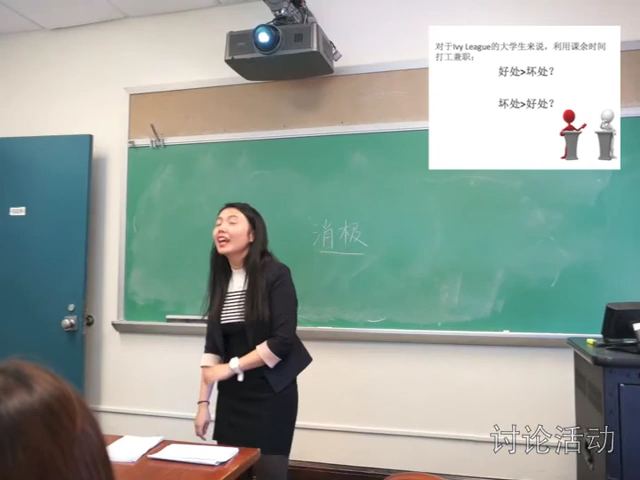 对于Ivy League的大学生来说，利用课余时间
打工兼职：
好处>坏处？
坏处>好处？
消极
讨论活动